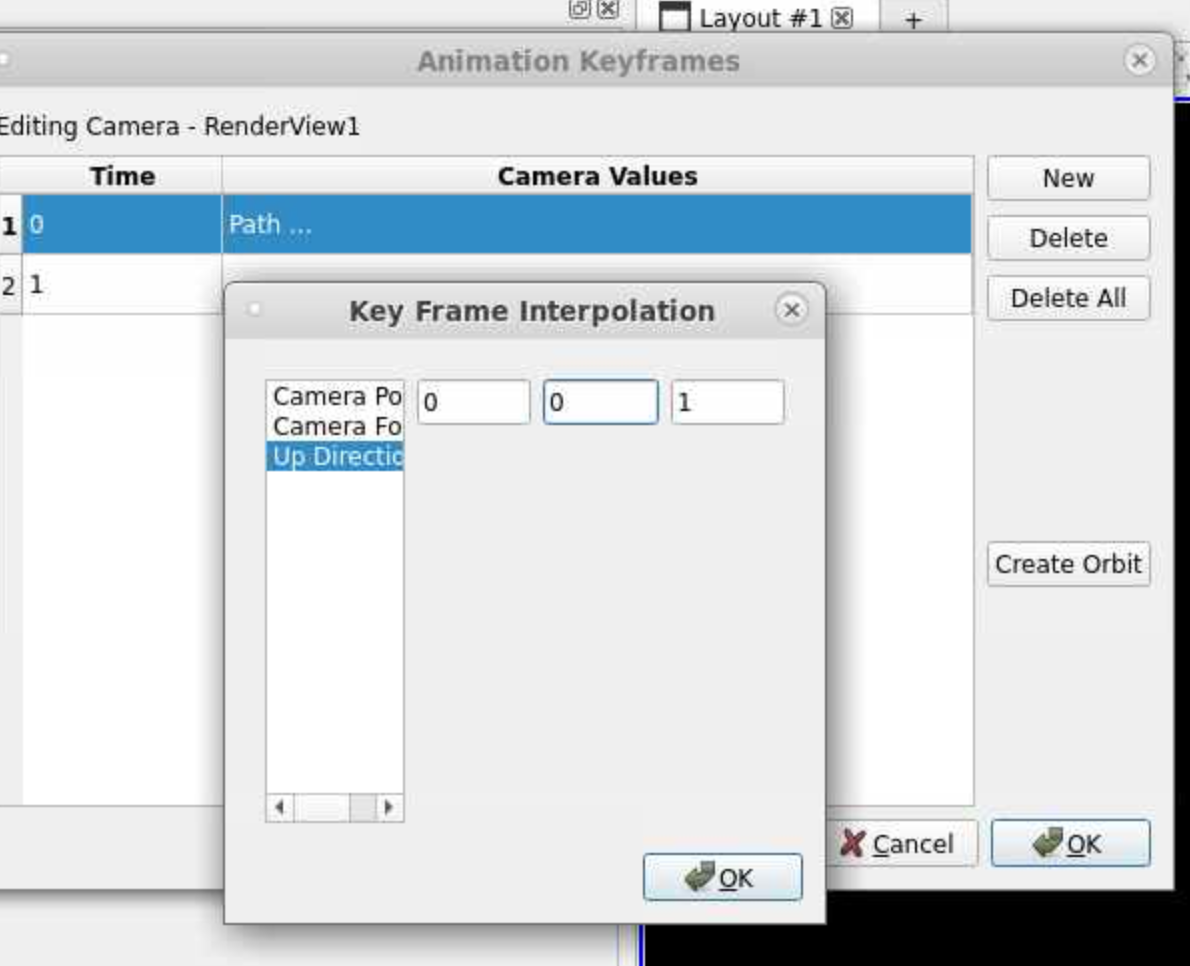 Layout #1 +
Animation Keyframes
Editing Camera - RenderView1
Time Camera Values
1 0 Path ...
2 1
New
Delete
Delete All
Create Orbit
Key Frame Interpolation
Camera Po
Camera Fo
Up Directio
0 0 1
OK
Cancel OK